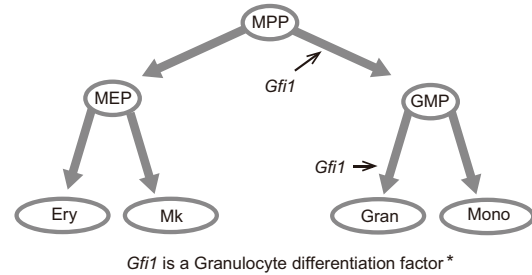 MPP
Gfi1
MEP
GMP
Gfi1
Ery
Mk
Gran
Mono
Gfi1 is a Granulocyte differentiation factor *